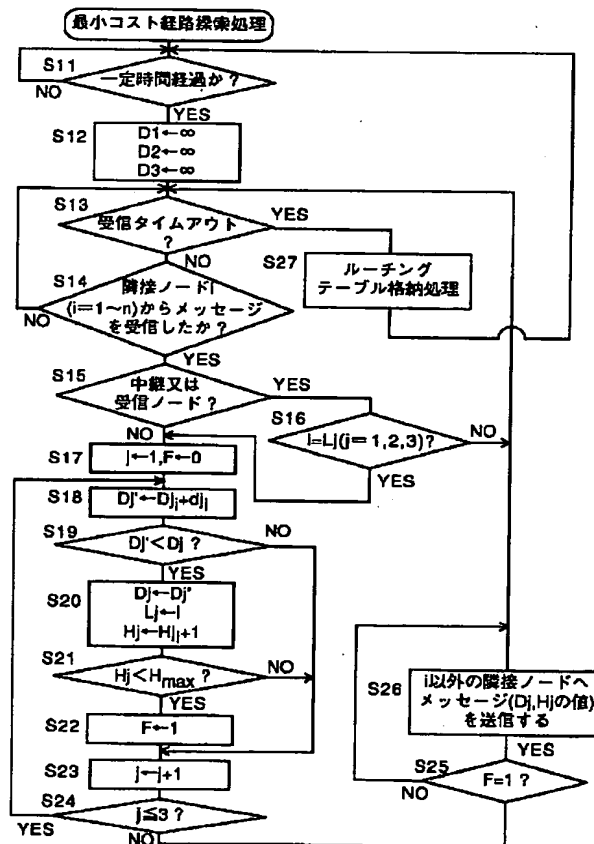 最小コスト経路探索処理
S11
一定時間経過か?
NO
YES
S12
D1←∞
D2←∞
D3←∞
S13
受信タイムアウト
?
YES
NO
S27
ルーチング
テーブル格納処理
S14
隣接ノードi
(i=1~n)からメッセージ
を受信したか?
NO
YES
S15
中継又は
受信ノード?
YES
NO
S16
i=Lj(j=1,2,3)?
NO
YES
S17
j←1,F←0
S18
Dj'←Dji+dji
S19
Dj'<Dj ?
NO
YES
S20
Dj←Dj'
Lj←i
Hj←Hji+1
S21
Hj<Hmax ?
NO
YES
S22
F←1
S23
j←j+1
S24
j≦3 ?
YES
NO
S26
i以外の隣接ノードへ
メッセージ(Dj,Hjの値)
を送信する
YES
S25
F=1 ?
NO